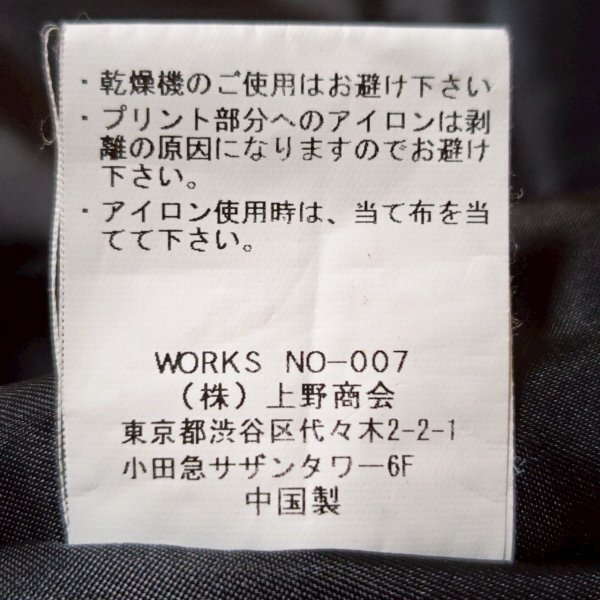 ・乾燥機のご使用はお避け下さい
・プリント部分へのアイロンは剥
離の原因になりますのでお避け
下さい。
・アイロン使用時は、当て布を当
てて下さい。
WORKS NO-007
(株)上野商会
東京都渋谷区代々木2-2-1
小田急サザンタワー6F
中国製